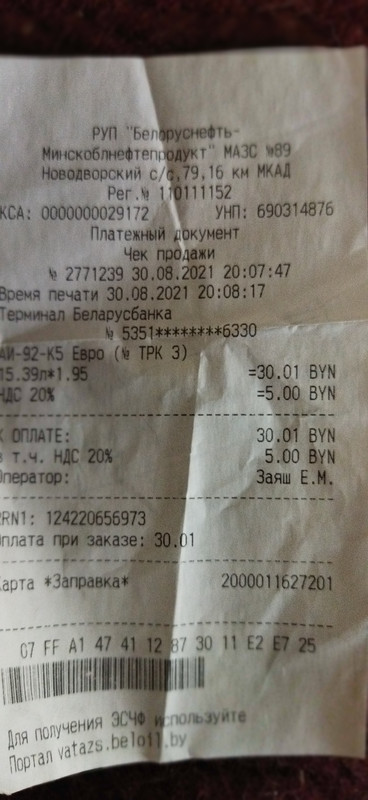 РУП "Белоруснефть-
Минскоблнефтепродукт" МАЗС №89
Новодворский с/с,79,16 км МКАД
Рег.№ 110111152
КСА: 0000000029172 УНП: 690314876
Платежный документ
Чек продажи
№ 2771239 30.08.2021 20:07:47
Время печати 30.08.2021 20:08:17
Терминал Беларусбанка
№ 5351********6330
АИ-92-К5 Евро (№ ТРК 3)
15.39л*1.95 =30.01 BYN
НДС 20% =5.00 BYN
К ОПЛАТЕ: 30.01 BYN
в т.ч. НДС 20% 5.00 BYN
Оператор: Заяш Е.М.
RRN1: 124220656973
Оплата при заказе: 30.01
Карта *Заправка* 2000011627201
C7 FF A1 47 41 12 87 30 11 E2 E7 25
Для получения ЭСЧФ используйте
Портал vatazs.beloil.by